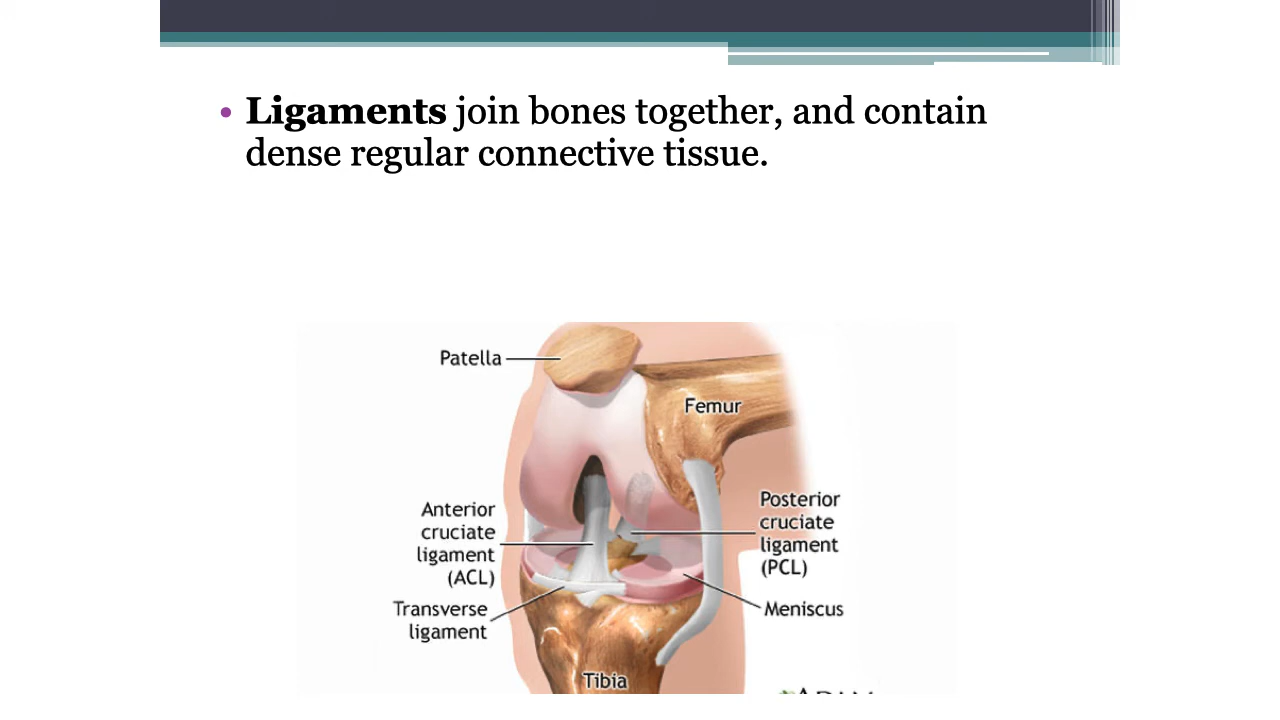 • Ligaments join bones together, and contain
dense regular connective tissue.
Patella
Femur
Anterior
cruciate
ligament
(ACL)
Posterior
cruciate
ligament
(PCL)
Transverse
ligament
Meniscus
Tibia